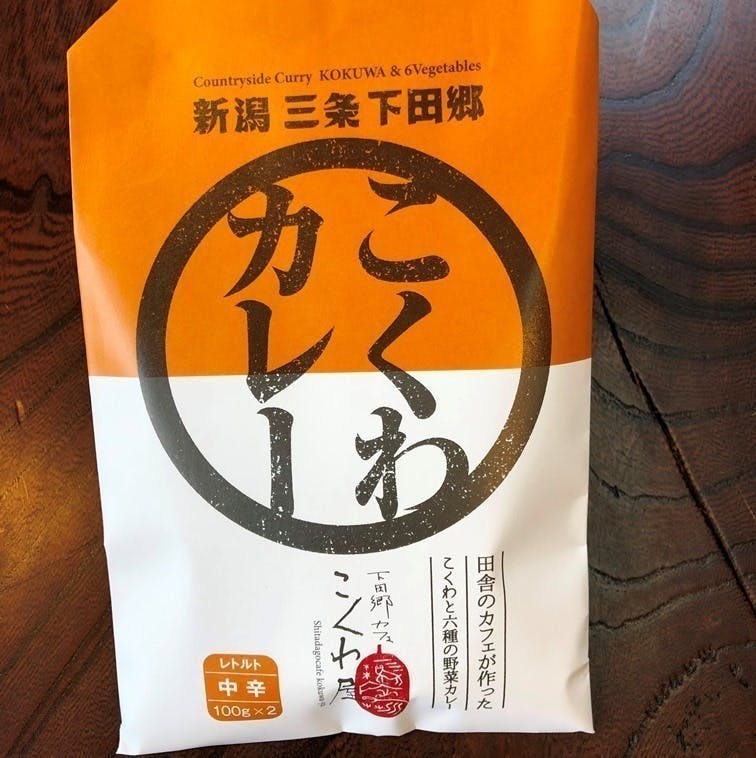 Countryside Curry KOKUWA & 6Vegetables
新潟 三条 下田郷
こくわ
カレー
田舎のカフェが作った
こくわと六種の野菜カレー
下田郷カフェ
こくわ屋
Shitadagocafe kokuwaya
レトルト
中辛
100g×2